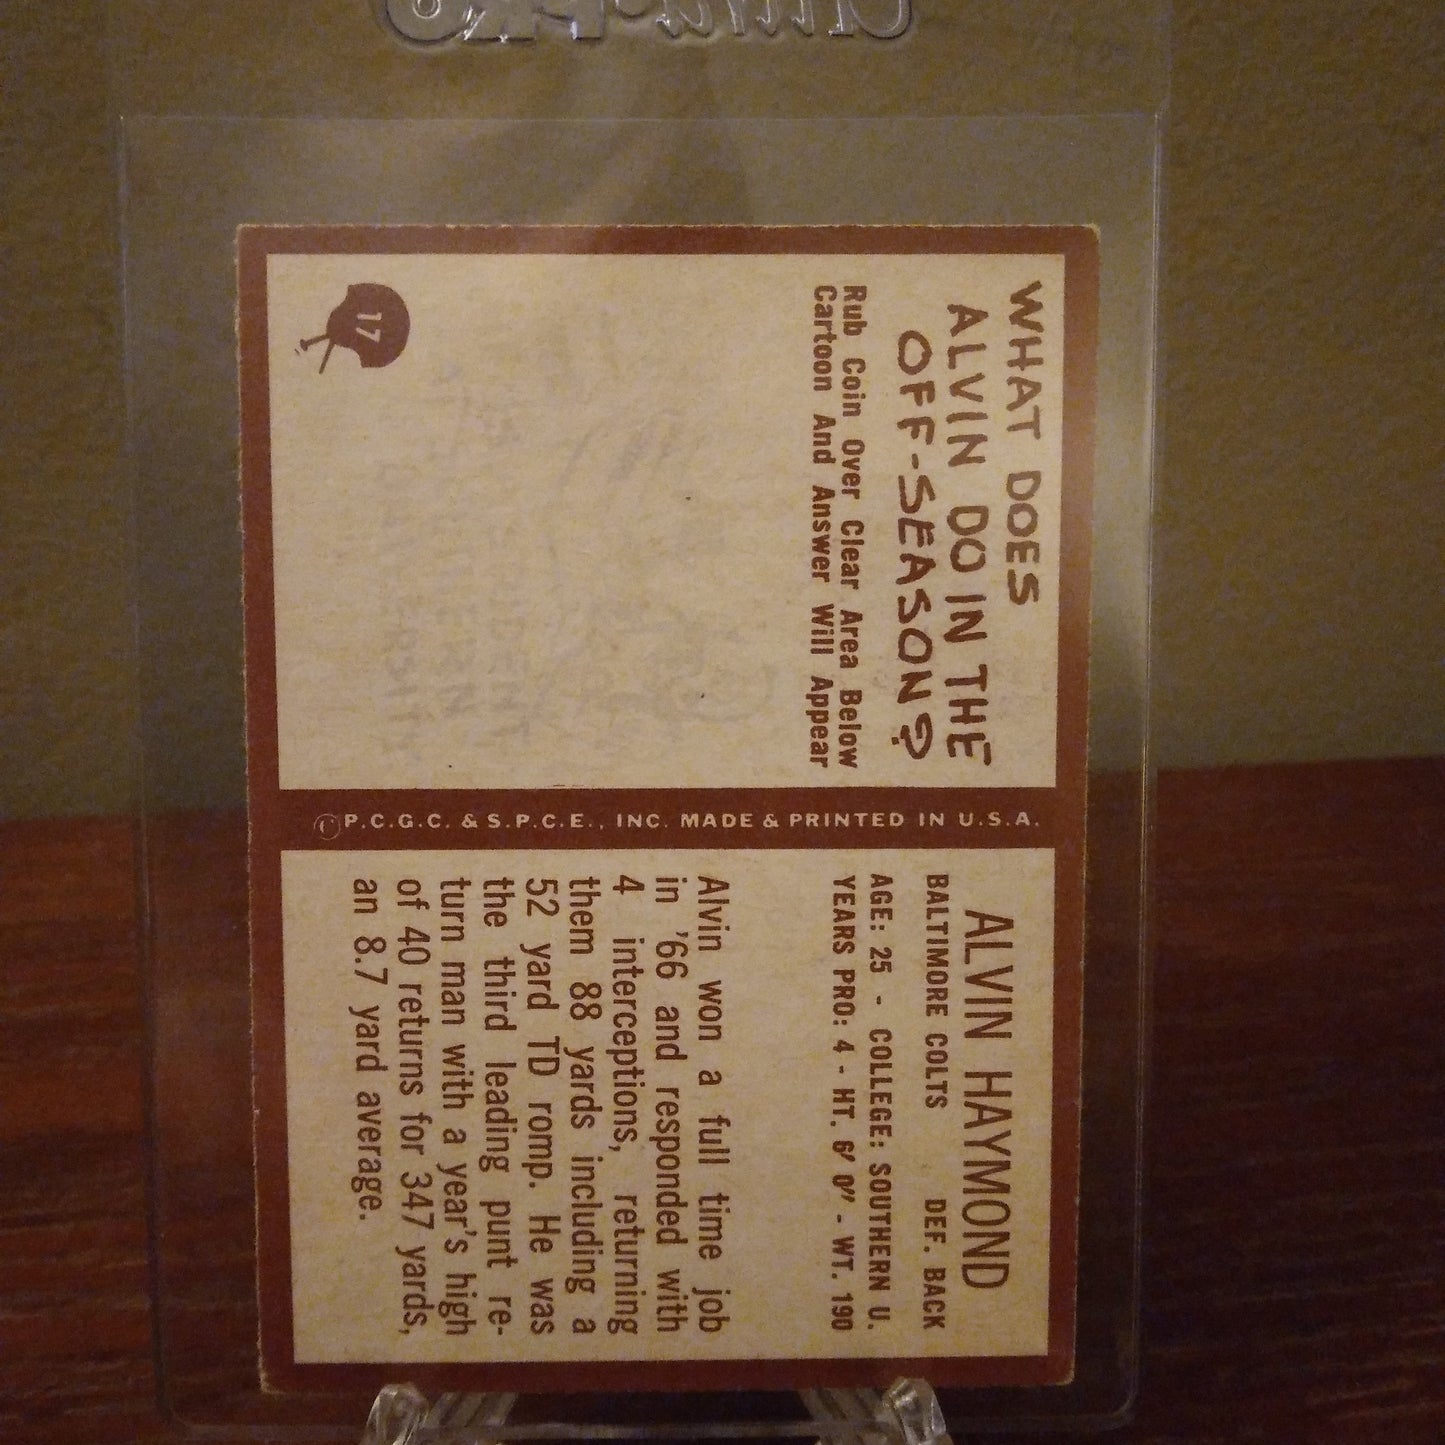 WHAT DOES
ALVIN DO IN THE
OFF-SEASON?
Rub Coin Over Clear Area Below
Cartoon And Answer Will Appear
17
© P.C.G.C. & S.P.C.E., INC. MADE & PRINTED IN U.S.A.
ALVIN HAYMOND
BALTIMORE COLTS DEF. BACK
AGE: 25 - COLLEGE: SOUTHERN U.
YEARS PRO: 4 - HT. 6' 0" - WT. 190
Alvin won a full time job
in '66 and responded with
4 interceptions, returning
them 88 yards including a
52 yard TD romp. He was
the third leading punt re-
turn man with a year's high
of 40 returns for 347 yards,
an 8.7 yard average.